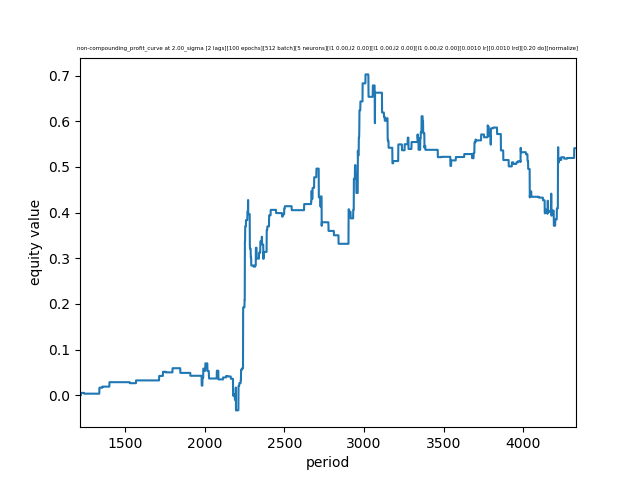 non-compounding_profit_curve at 2.00_sigma [2 lags][100 epochs][512 batch][5 neurons][l1 0.00,l2 0.00][l1 0.00,l2 0.00][l1 0.00,l2 0.00][0.0010 lr][0.0010 lrd][0.20 do][normalize]
0.7
0.6
0.5
0.4
0.3
0.2
0.1
0.0
equity value
1500 2000 2500 3000 3500 4000
period